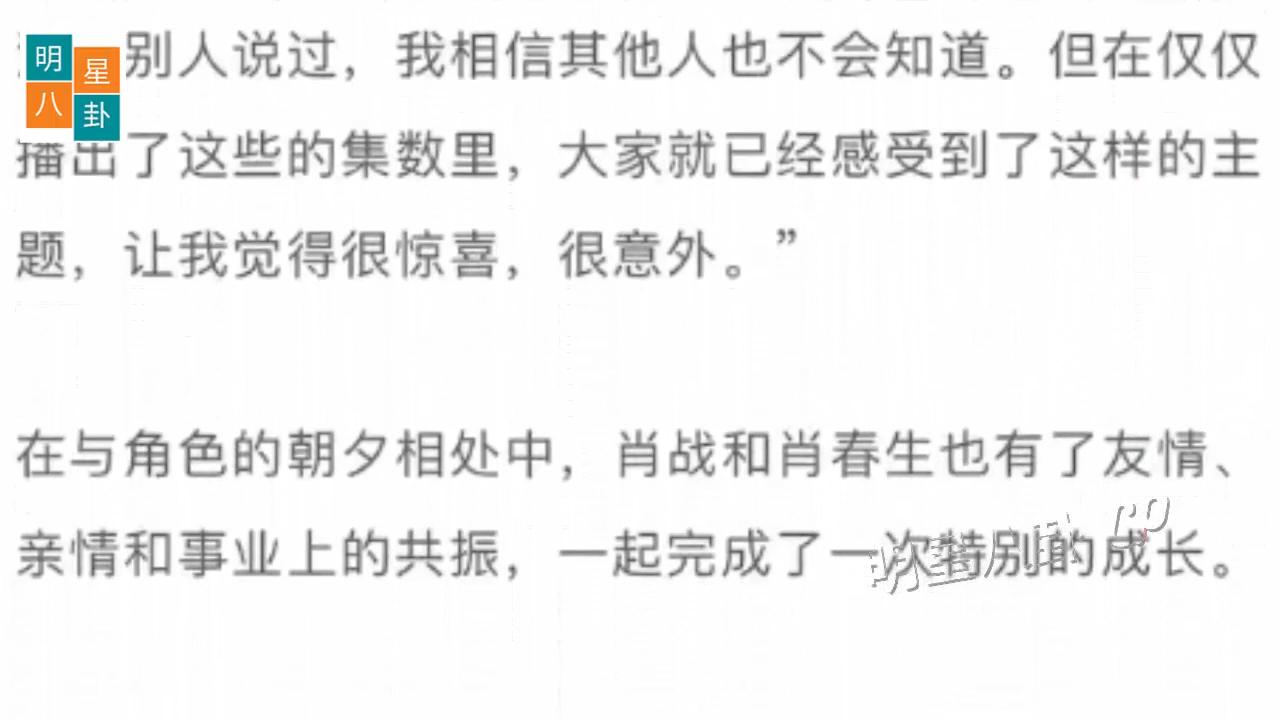 明星
八卦
别人说过，我相信其他人也不会知道。但在仅仅
播出了这些的集数里，大家就已经感受到了这样的主
题，让我觉得很惊喜，很意外。”
在与角色的朝夕相处中，肖战和肖春生也有了友情、
亲情和事业上的共振，一起完成了一次特别的成长。